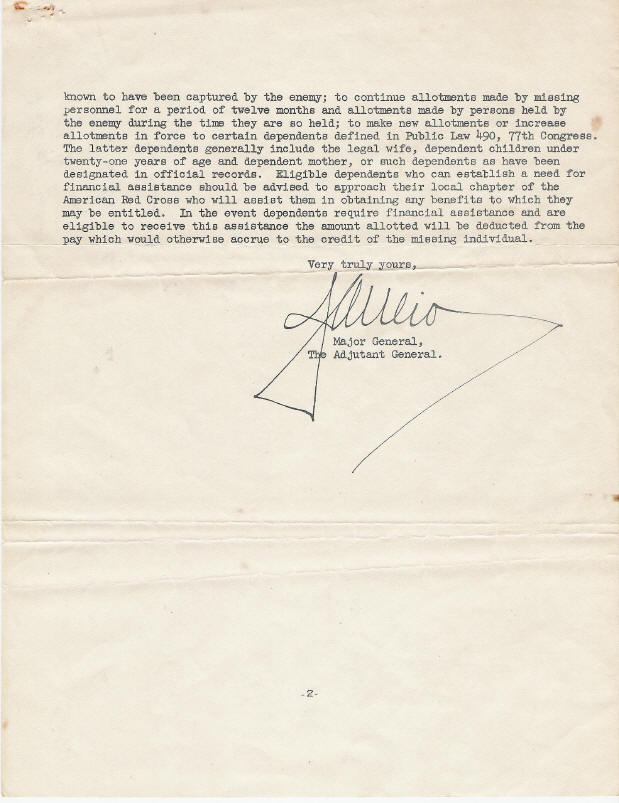 known to have been captured by the enemy; to continue allotments made by missing
personnel for a period of twelve months and allotments made by persons held by
the enemy during the time they are so held; to make new allotments or increase
allotments in force to certain dependents defined in Public Law 490, 77th Congress.
The latter dependents generally include the legal wife, dependent children under
twenty-one years of age and dependent mother, or such dependents as have been
designated in official records.  Eligible dependents who can establish a need for
financial assistance should be advised to approach their local chapter of the
American Red Cross who will assist them in obtaining any benefits to which they
may be entitled.  In the event dependents require financial assistance and are
eligible to receive this assistance the amount allotted will be deducted from the
pay which would otherwise accrue to the credit of the missing individual.
Very truly yours,
Major General,
The Adjutant General.
-2-